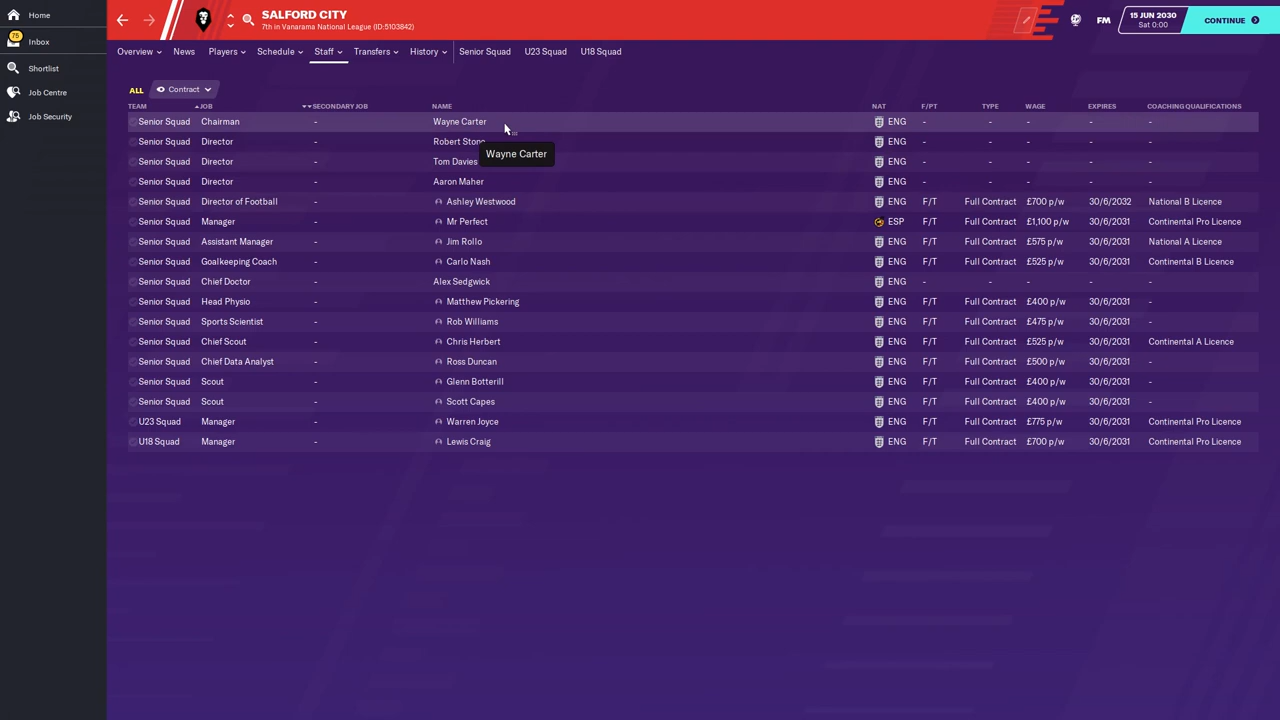 Home
75
Inbox
Shortlist
Job Centre
Job Security
SALFORD CITY
7th in Vanarama National League (ID:5103842)
FM
15 JUN 2030
Sat 0:00
CONTINUE
Overview News Players Schedule Staff Transfers History Senior Squad U23 Squad U18 Squad
ALL Contract
TEAM JOB SECONDARY JOB NAME NAT F/PT TYPE WAGE EXPIRES COACHING QUALIFICATIONS
Senior Squad Chairman - Wayne Carter ENG - - - - -
Senior Squad Director - Robert Stone ENG - - - - -
Wayne Carter
Senior Squad Director - Tom Davies ENG - - - - -
Senior Squad Director - Aaron Maher ENG - - - - -
Senior Squad Director of Football - Ashley Westwood ENG F/T Full Contract £700 p/w 30/6/2032 National B Licence
Senior Squad Manager - Mr Perfect ESP F/T Full Contract £1,100 p/w 30/6/2031 Continental Pro Licence
Senior Squad Assistant Manager - Jim Rollo ENG F/T Full Contract £575 p/w 30/6/2031 National A Licence
Senior Squad Goalkeeping Coach - Carlo Nash ENG F/T Full Contract £525 p/w 30/6/2031 Continental B Licence
Senior Squad Chief Doctor - Alex Sedgwick ENG - - - - -
Senior Squad Head Physio - Matthew Pickering ENG F/T Full Contract £400 p/w 30/6/2031 -
Senior Squad Sports Scientist - Rob Williams ENG F/T Full Contract £475 p/w 30/6/2031 -
Senior Squad Chief Scout - Chris Herbert ENG F/T Full Contract £525 p/w 30/6/2031 Continental A Licence
Senior Squad Chief Data Analyst - Ross Duncan ENG F/T Full Contract £500 p/w 30/6/2031 -
Senior Squad Scout - Glenn Botterill ENG F/T Full Contract £400 p/w 30/6/2031 -
Senior Squad Scout - Scott Capes ENG F/T Full Contract £400 p/w 30/6/2031 -
U23 Squad Manager - Warren Joyce ENG F/T Full Contract £775 p/w 30/6/2031 Continental Pro Licence
U18 Squad Manager - Lewis Craig ENG F/T Full Contract £700 p/w 30/6/2031 Continental Pro Licence